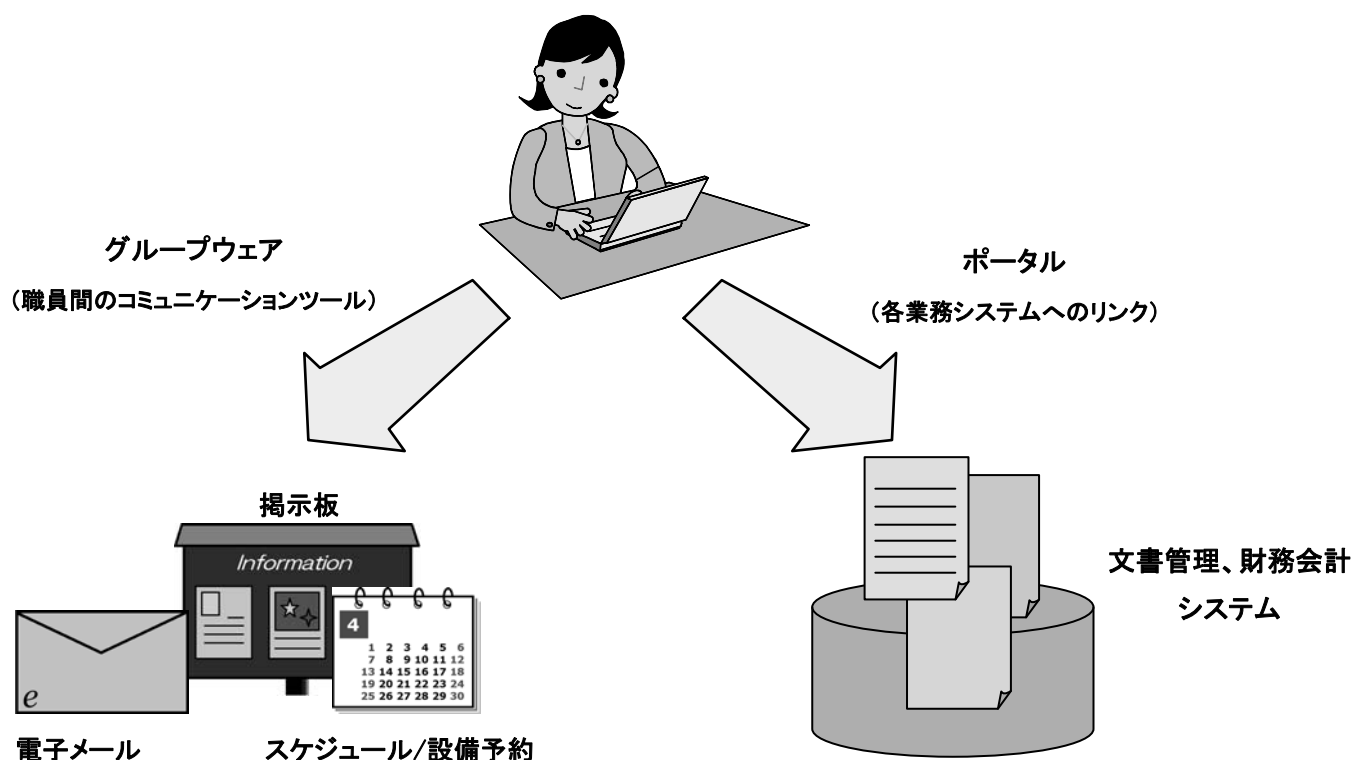 グループウェア
（職員間のコミュニケーションツール）
ポータル
（各業務システムへのリンク）
掲示板
Information
e
4
1 2 3 4 5 6
7 8 9 10 11 12
13 14 15 16 17 18
19 20 21 22 23 24
25 26 27 28 29 30
電子メール
スケジュール/設備予約
文書管理、財務会計
システム